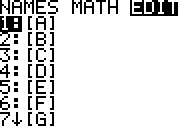 NAMES MATH EDIT
1:[A]
2:[B]
3:[C]
4:[D]
5:[E]
6:[F]
7↓[G]